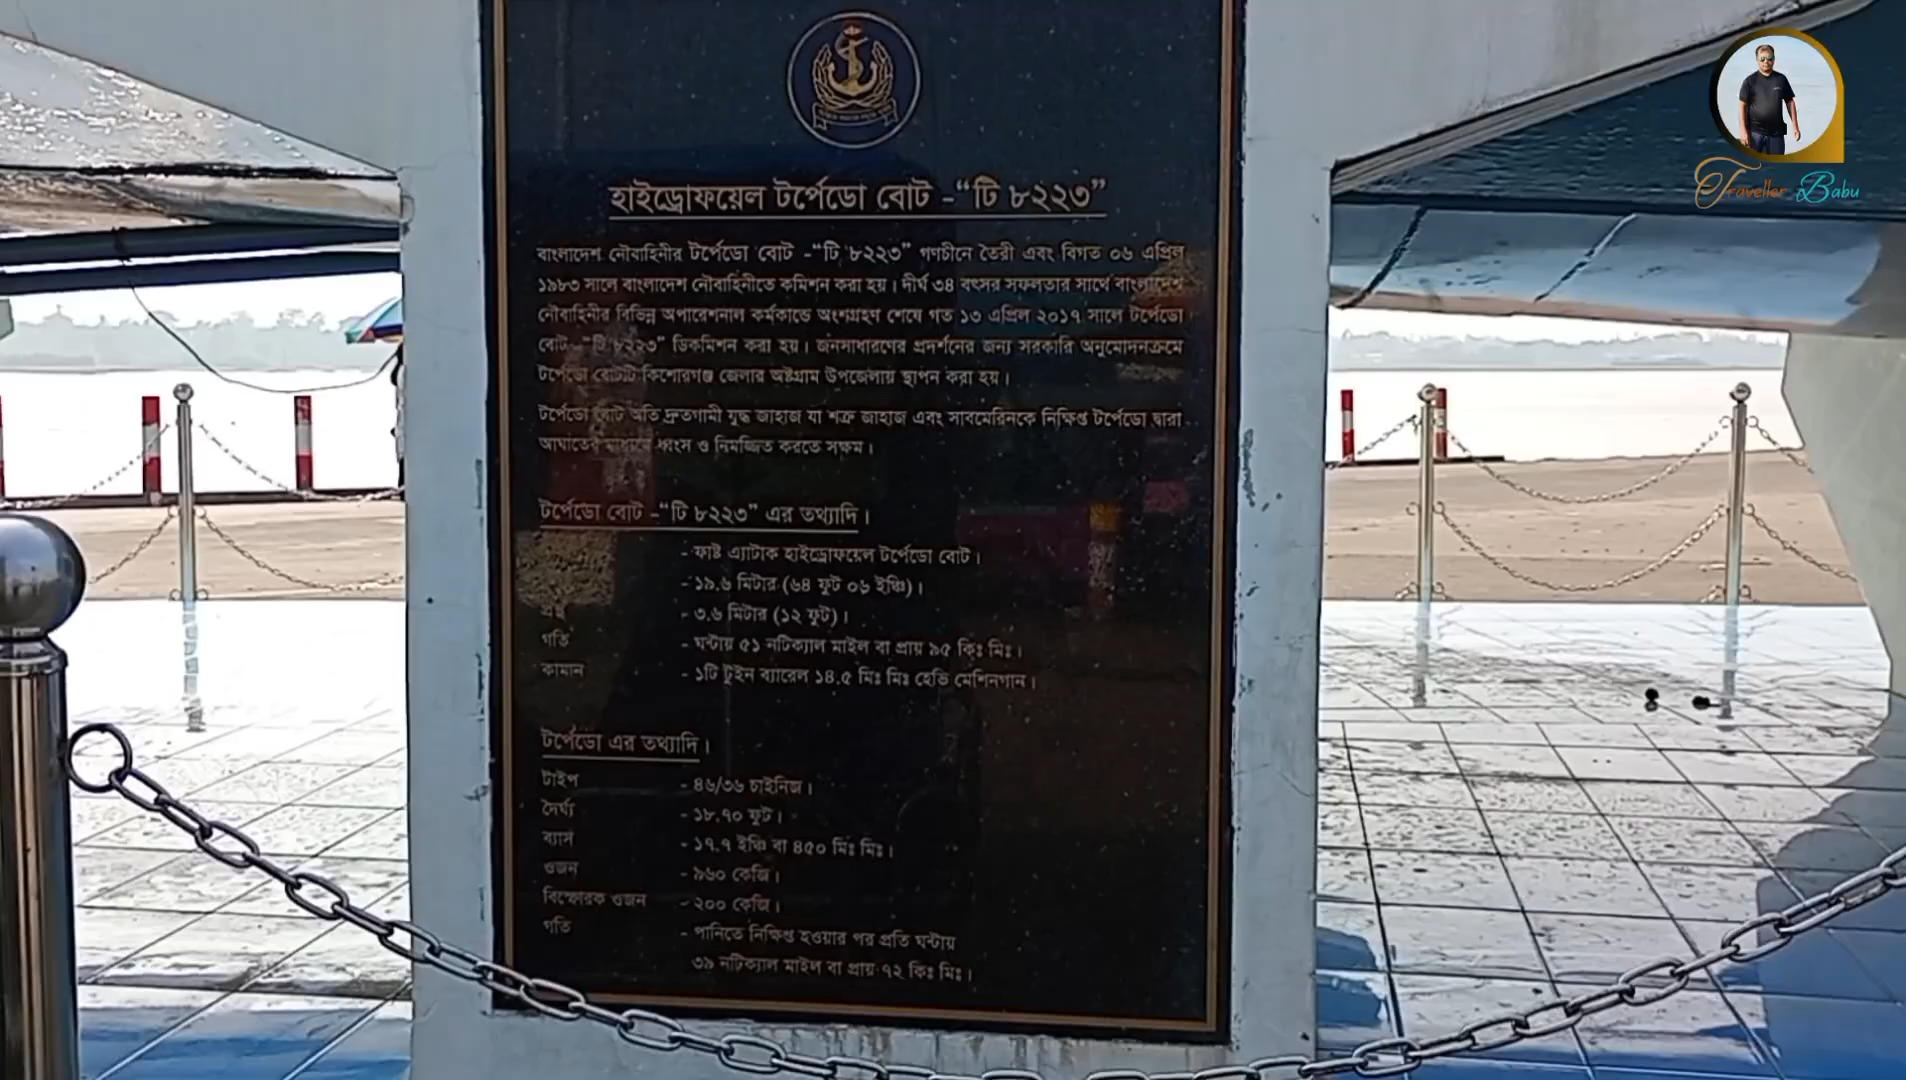 হাইড্রোফয়েল টর্পেডো বোট -“টি ৮২২৩”
বাংলাদেশ নৌবাহিনীর টর্পেডো বোট -“টি ৮২২৩” গণচীনে তৈরী এবং বিগত ০৬ এপ্রিল
১৯৮৩ সালে বাংলাদেশ নৌবাহিনীতে কমিশন করা হয়। দীর্ঘ ৩৪ বৎসর সফলতার সাথে বাংলাদেশ
নৌবাহিনীর বিভিন্ন অপারেশনাল কর্মকান্ডে অংশগ্রহণ শেষে গত ১৩ এপ্রিল ২০১৭ সালে টর্পেডো
বোট -“টি ৮২২৩” ডিকমিশন করা হয়। জনসাধারণের প্রদর্শনের জন্য সরকারি অনুমোদনক্রমে
টর্পেডো বোটটি কিশোরগঞ্জ জেলার অষ্টগ্রাম উপজেলায় স্থাপন করা হয়।
টর্পেডো বোট অতি দ্রুতগামী যুদ্ধ জাহাজ যা শত্রু জাহাজ এবং সাবমেরিনকে নিক্ষিপ্ত টর্পেডো দ্বারা
আঘাতের মাধ্যমে ধ্বংস ও নিমজ্জিত করতে সক্ষম।
টর্পেডো বোট -“টি ৮২২৩” এর তথ্যাদি।
- ফাষ্ট এ্যাটাক হাইড্রোফয়েল টর্পেডো বোট।
- ১৯.৬ মিটার (৬৪ ফুট ০৬ ইঞ্চি)।
প্রস্থ - ৩.৬ মিটার (১২ ফুট)।
গতি - ঘন্টায় ৫১ নটিক্যাল মাইল বা প্রায় ৯৫ কিঃ মিঃ।
কামান - ১টি টুইন ব্যারেল ১৪.৫ মিঃ মিঃ হেভি মেশিনগান।
টর্পেডো এর তথ্যাদি।
টাইপ - ৪৬/৩৬ চাইনিজ।
দৈর্ঘ্য - ১৮.৭০ ফুট।
ব্যাস - ১৭.৭ ইঞ্চি বা ৪৫০ মিঃ মিঃ।
ওজন - ৯৬০ কেজি।
বিস্ফোরক ওজন - ২০০ কেজি।
গতি - পানিতে নিক্ষিপ্ত হওয়ার পর প্রতি ঘন্টায়
৩৯ নটিক্যাল মাইল বা প্রায় ৭২ কিঃ মিঃ।
Traveller Babu